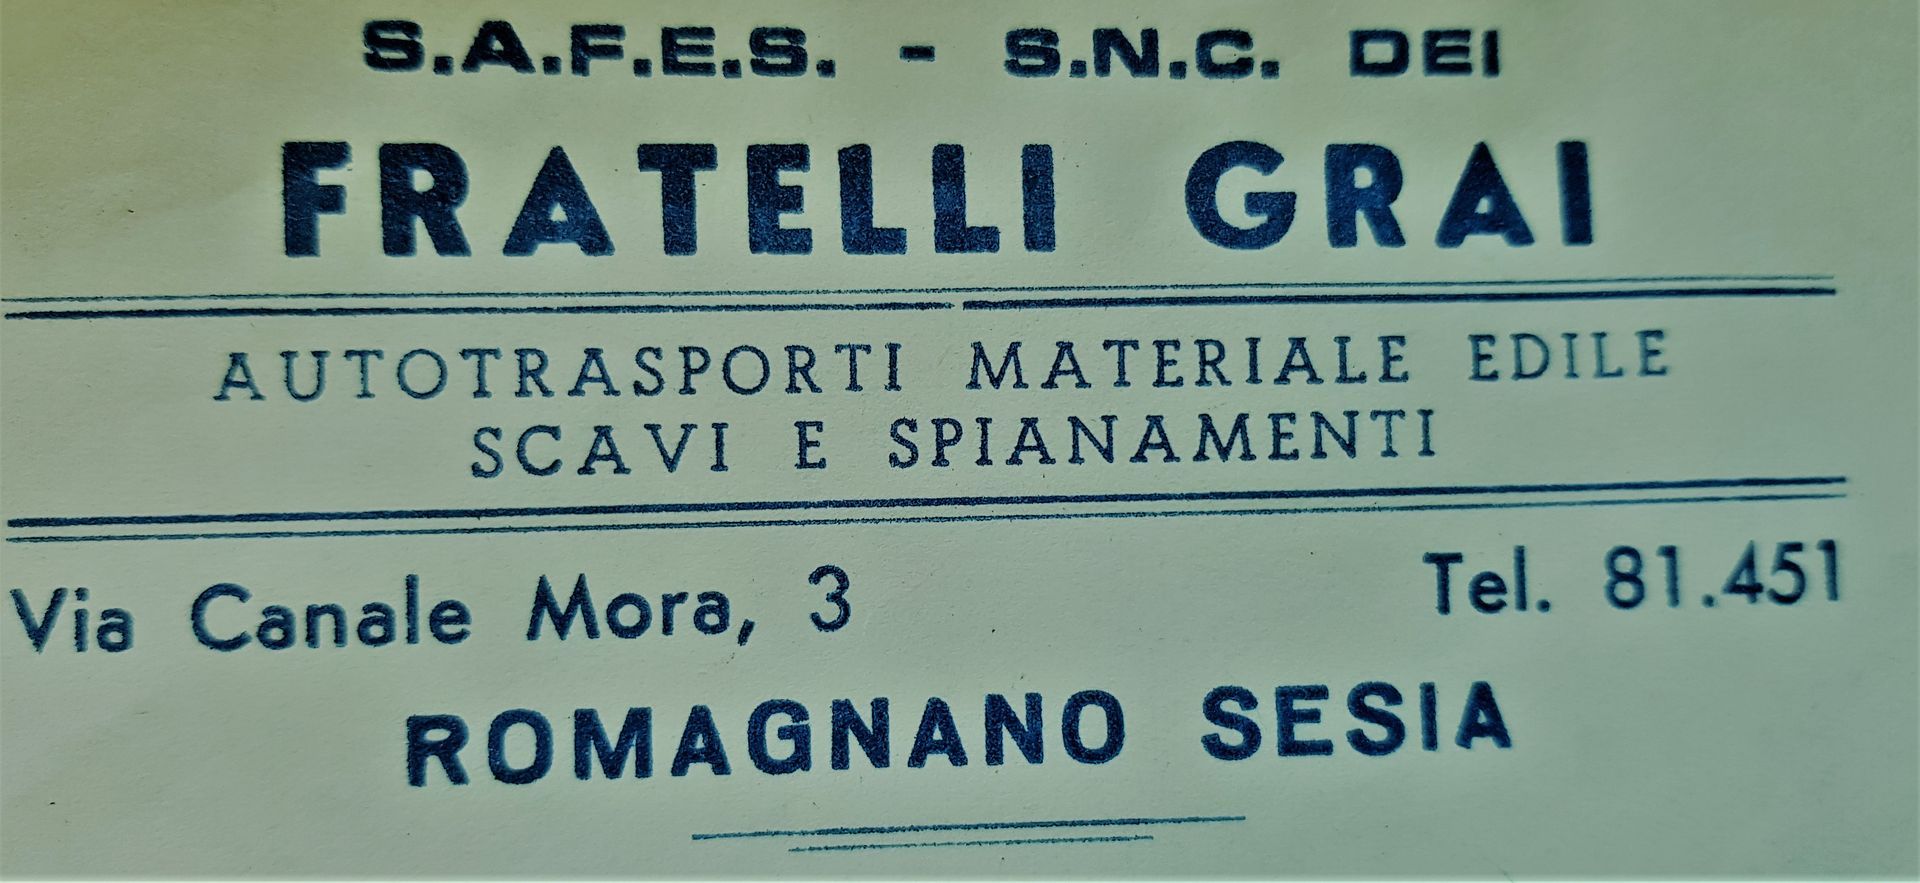 S.A.F.E.S. - S.N.C. DEI
FRATELLI GRAI
AUTOTRASPORTI MATERIALE EDILE
SCAVI E SPIANAMENTI
Via Canale Mora, 3 Tel. 81.451
ROMAGNANO SESIA